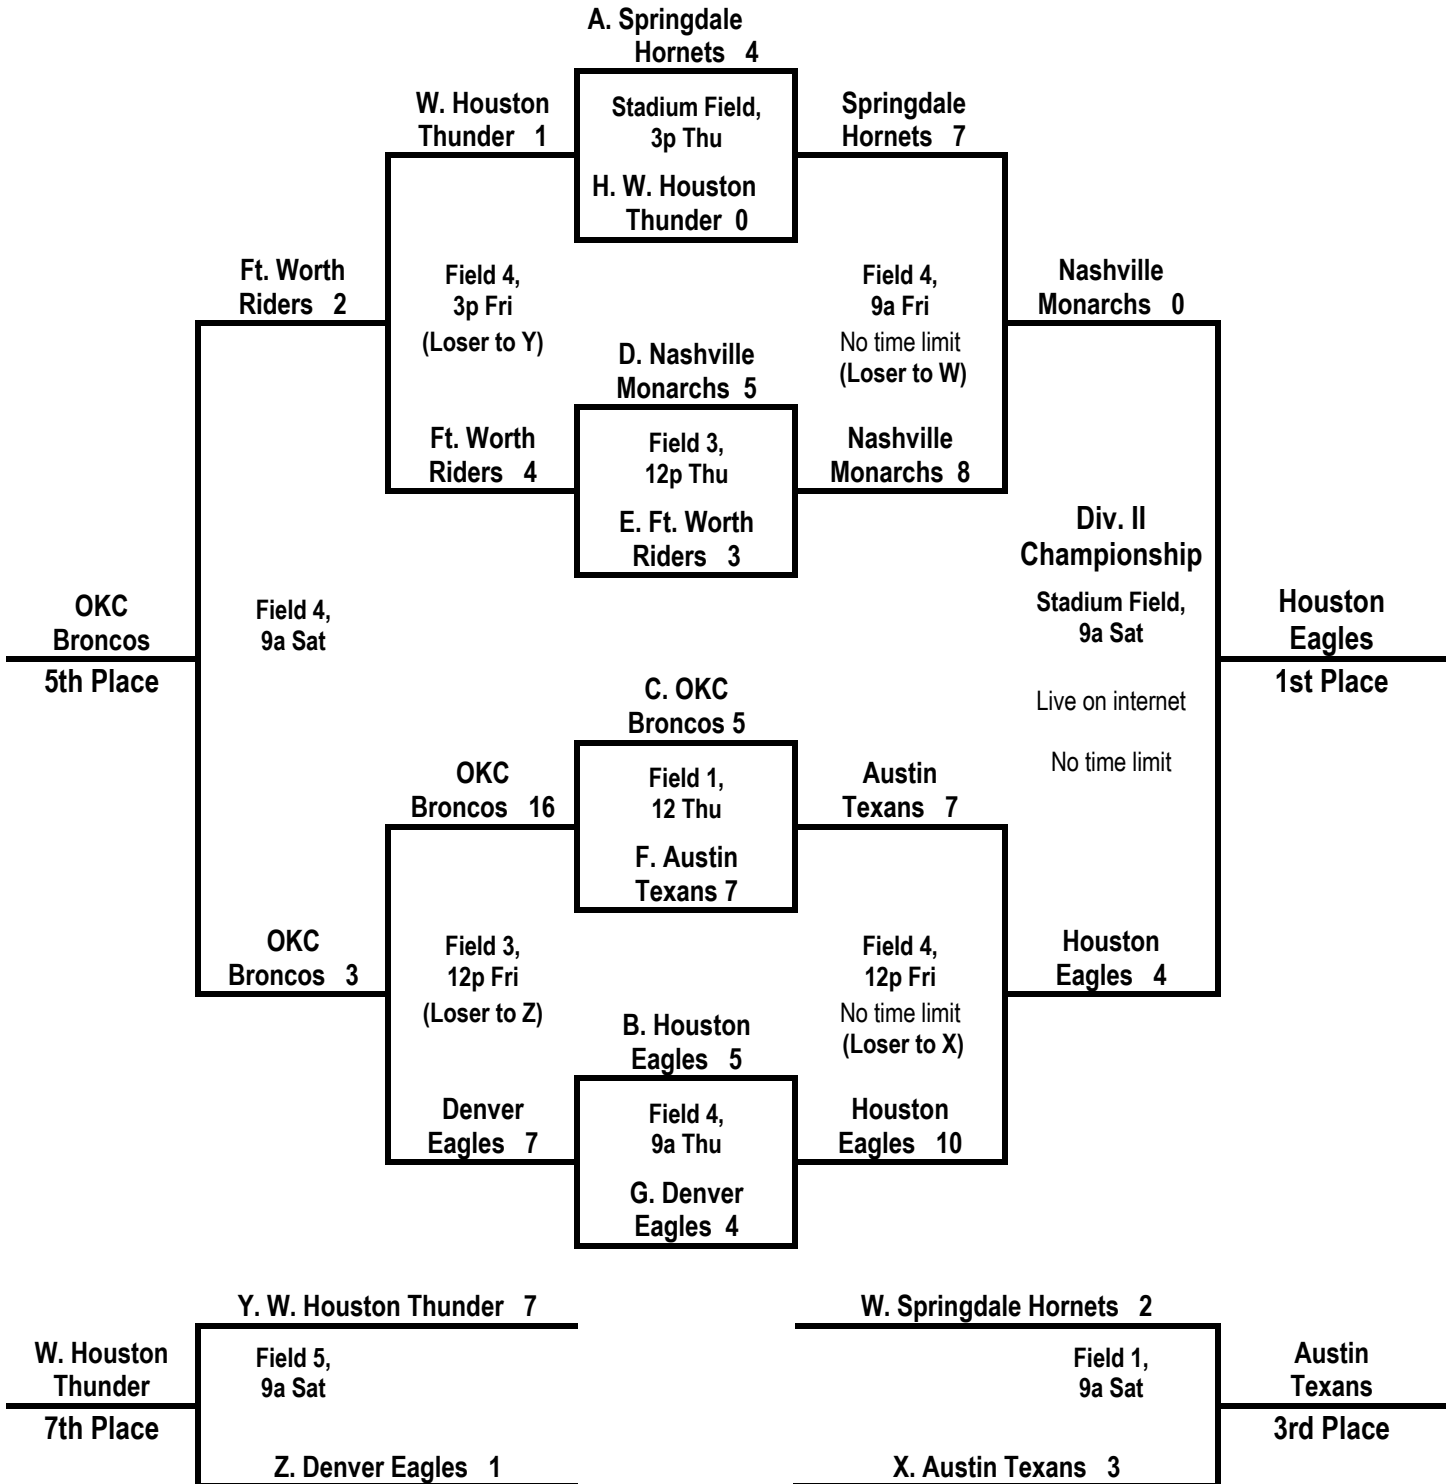 A. Springdale
Hornets 4
W. Houston
Thunder 1
Stadium Field,
3p Thu
Springdale
Hornets 7
H. W. Houston
Thunder 0
Ft. Worth
Riders 2
Field 4,
3p Fri
(Loser to Y)
Field 4,
9a Fri
No time limit
(Loser to W)
Nashville
Monarchs 0
D. Nashville
Monarchs 5
Ft. Worth
Riders 4
Field 3,
12p Thu
Nashville
Monarchs 8
E. Ft. Worth
Riders 3
Div. II
Championship
Stadium Field,
9a Sat
Live on internet
No time limit
OKC
Broncos
5th Place
Field 4,
9a Sat
Houston
Eagles
1st Place
C. OKC
Broncos 5
OKC
Broncos 16
Field 1,
12 Thu
Austin
Texans 7
F. Austin
Texans 7
OKC
Broncos 3
Field 3,
12p Fri
(Loser to Z)
Field 4,
12p Fri
No time limit
(Loser to X)
Houston
Eagles 4
B. Houston
Eagles 5
Denver
Eagles 7
Field 4,
9a Thu
Houston
Eagles 10
G. Denver
Eagles 4
Y. W. Houston Thunder 7
W. Houston
Thunder
7th Place
Field 5,
9a Sat
Z. Denver Eagles 1
W. Springdale Hornets 2
Field 1,
9a Sat
Austin
Texans
3rd Place
X. Austin Texans 3